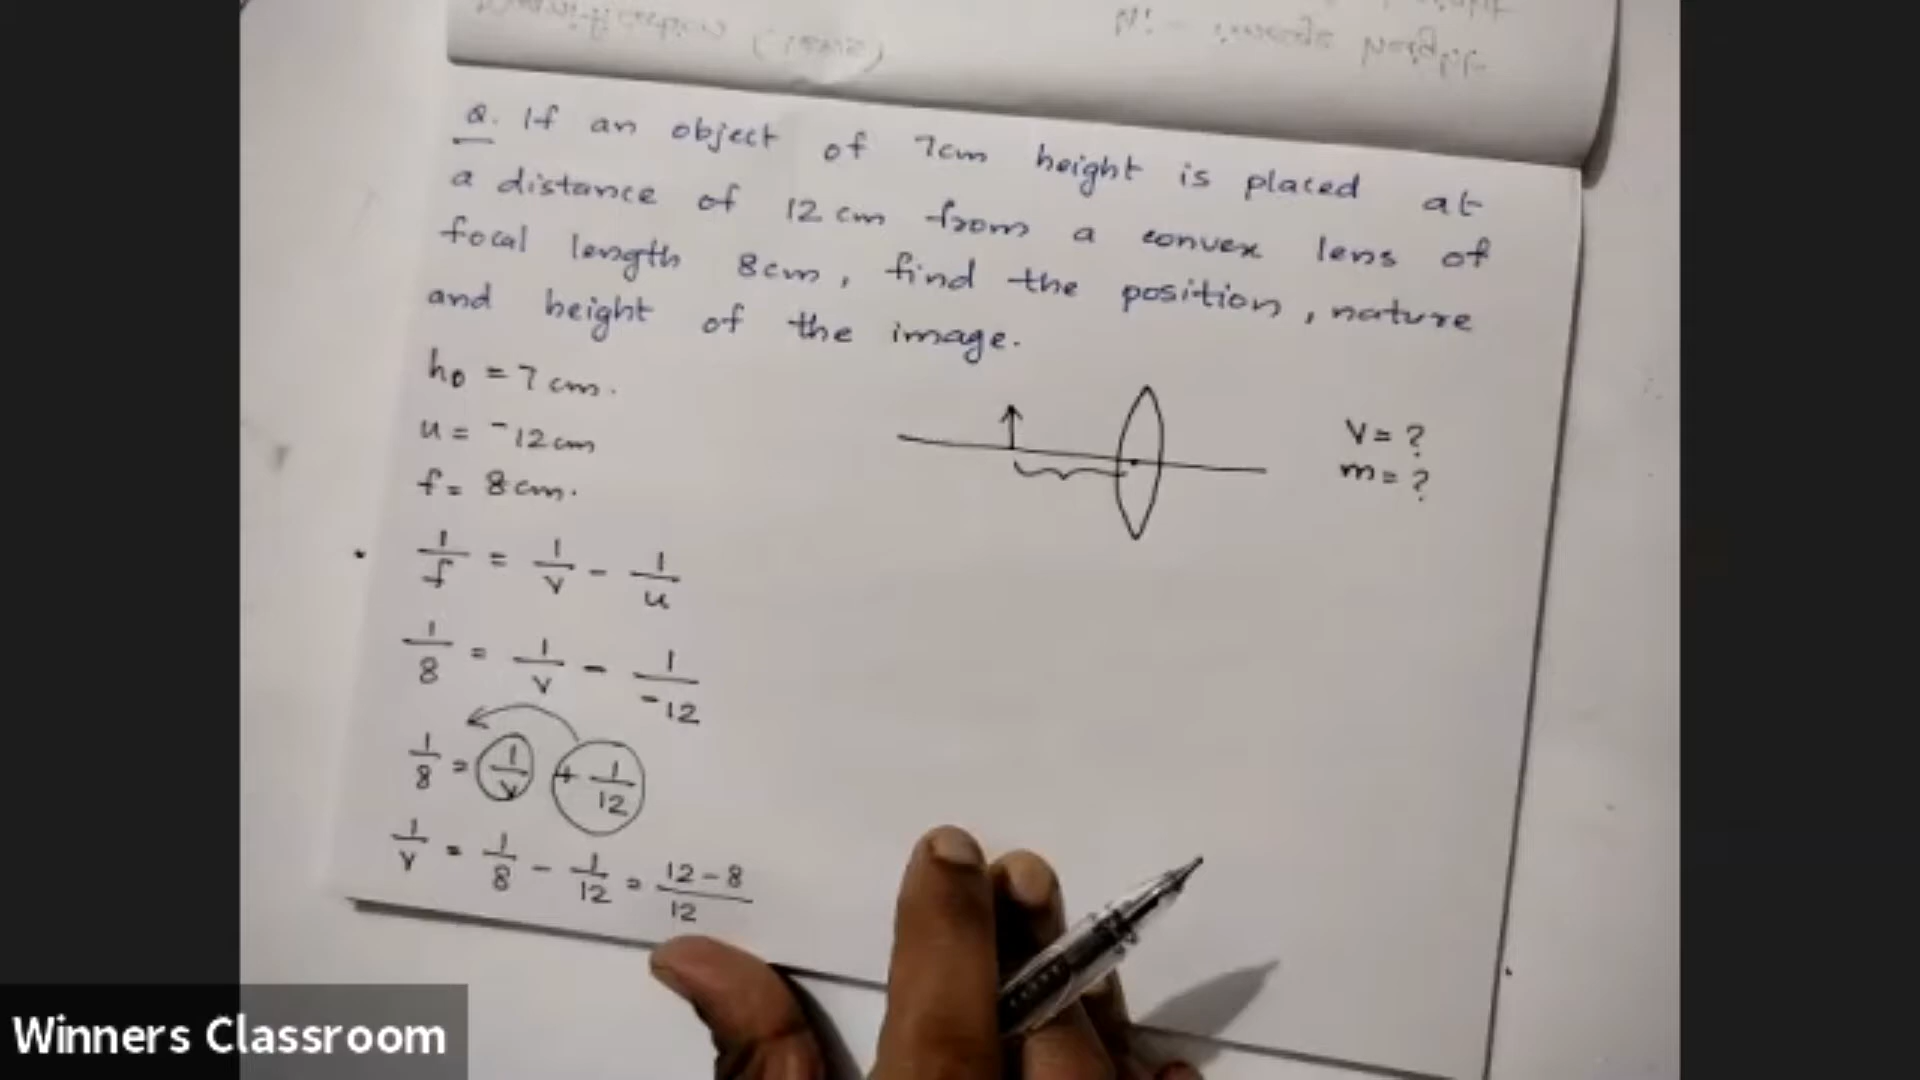 Q. If an object of 7cm height is placed at
a distance of 12 cm from a convex lens of
focal length 8cm, find the position, nature
and height of the image.
h₀ = 7 cm.
u = -12 cm
f = 8 cm.
v = ?
m = ?
1/f = 1/v - 1/u
1/8 = 1/v - 1/-12
1/8 = 1/v + 1/12
1/v = 1/8 - 1/12 = 12-8/12
Winners Classroom